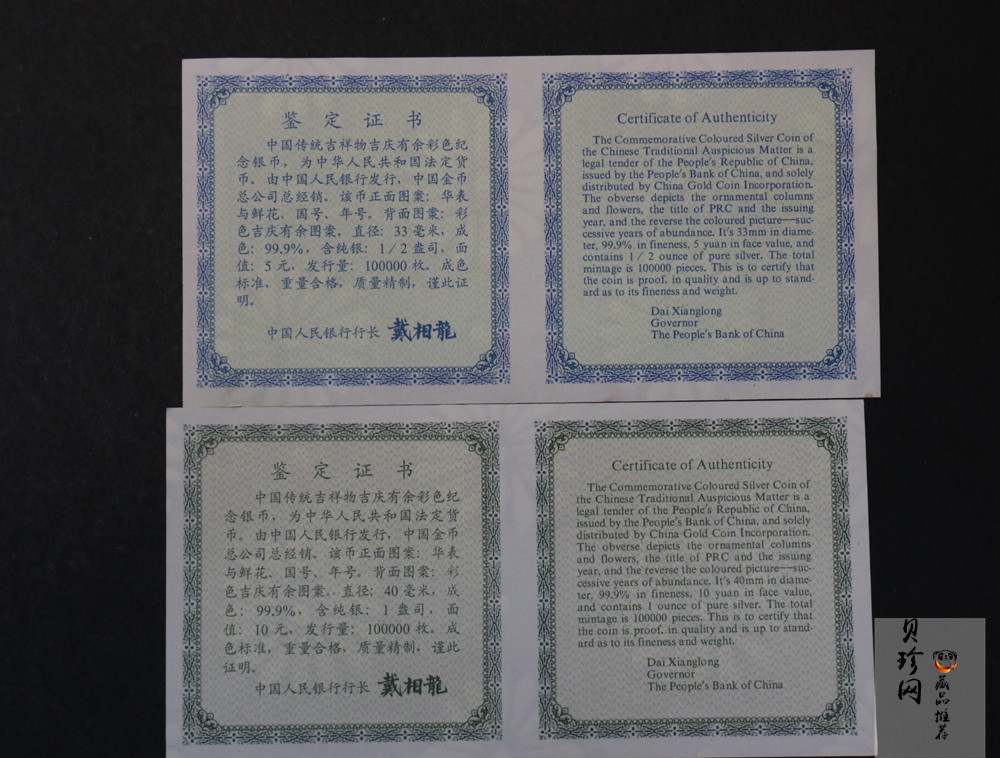 鉴定证书
中国传统吉祥物吉庆有余彩色纪
念银币，为中华人民共和国法定货
币。由中国人民银行发行，中国金币
总公司总经销。该币正面图案：华表
与鲜花、国号、年号。背面图案：彩
色吉庆有余图案。直径：33毫米，成
色：99.9%，含纯银：1/2盎司，面
值：5元，发行量：100000枚。成色
标准，重量合格，质量精制，谨此证
明。
中国人民银行行长 戴相龍
Certificate of Authenticity
The Commemorative Coloured Silver Coin of
the Chinese Traditional Auspicious Matter is a
legal tender of the People's Republic of China,
issued by the People's Bank of China, and solely
distributed by China Gold Coin Incorporation.
The obverse depicts the ornamental columns
and flowers, the title of PRC and the issuing
year, and the reverse the coloured picture—suc-
cessive years of abundance. It's 33mm in diame-
ter, 99.9% in fineness, 5 yuan in face value, and
contains 1/2 ounce of pure silver. The total
mintage is 100000 pieces. This is to certify that
the coin is proof. in quality and is up to stand-
ard as to its fineness and weight.
Dai Xianglong
Governor
The People's Bank of China
鉴定证书
中国传统吉祥物吉庆有余彩色纪
念银币，为中华人民共和国法定货
币。由中国人民银行发行，中国金币
总公司总经销。该币正面图案：华表
与鲜花、国号、年号。背面图案：彩
色吉庆有余图案。直径：40毫米，成
色：99.9%，含纯银：1盎司，面
值：10元，发行量：100000枚。成
色标准，重量合格，质量精制，谨此
证明。
中国人民银行行长 戴相龍
Certificate of Authenticity
The Commemorative Coloured Silver Coin of
the Chinese Traditional Auspicious Matter is a
legal tender of the People's Republic of China,
issued by the People's Bank of China, and solely
distributed by China Gold Coin Incorporation.
The obverse depicts the ornamental columns
and flowers, the title of PRC and the issuing
year, and the reverse the coloured picture—suc-
cessive years of abundance. It's 40mm in diame-
ter, 99.9% in fineness, 10 yuan in face value,
and contains 1 ounce of pure silver. The total
mintage is 100000 pieces. This is to certify that
the coin is proof. in quality and is up to stand-
ard as to its fineness and weight.
Dai Xianglong
Governor
The People's Bank of China
贝珍网
藏品推荐